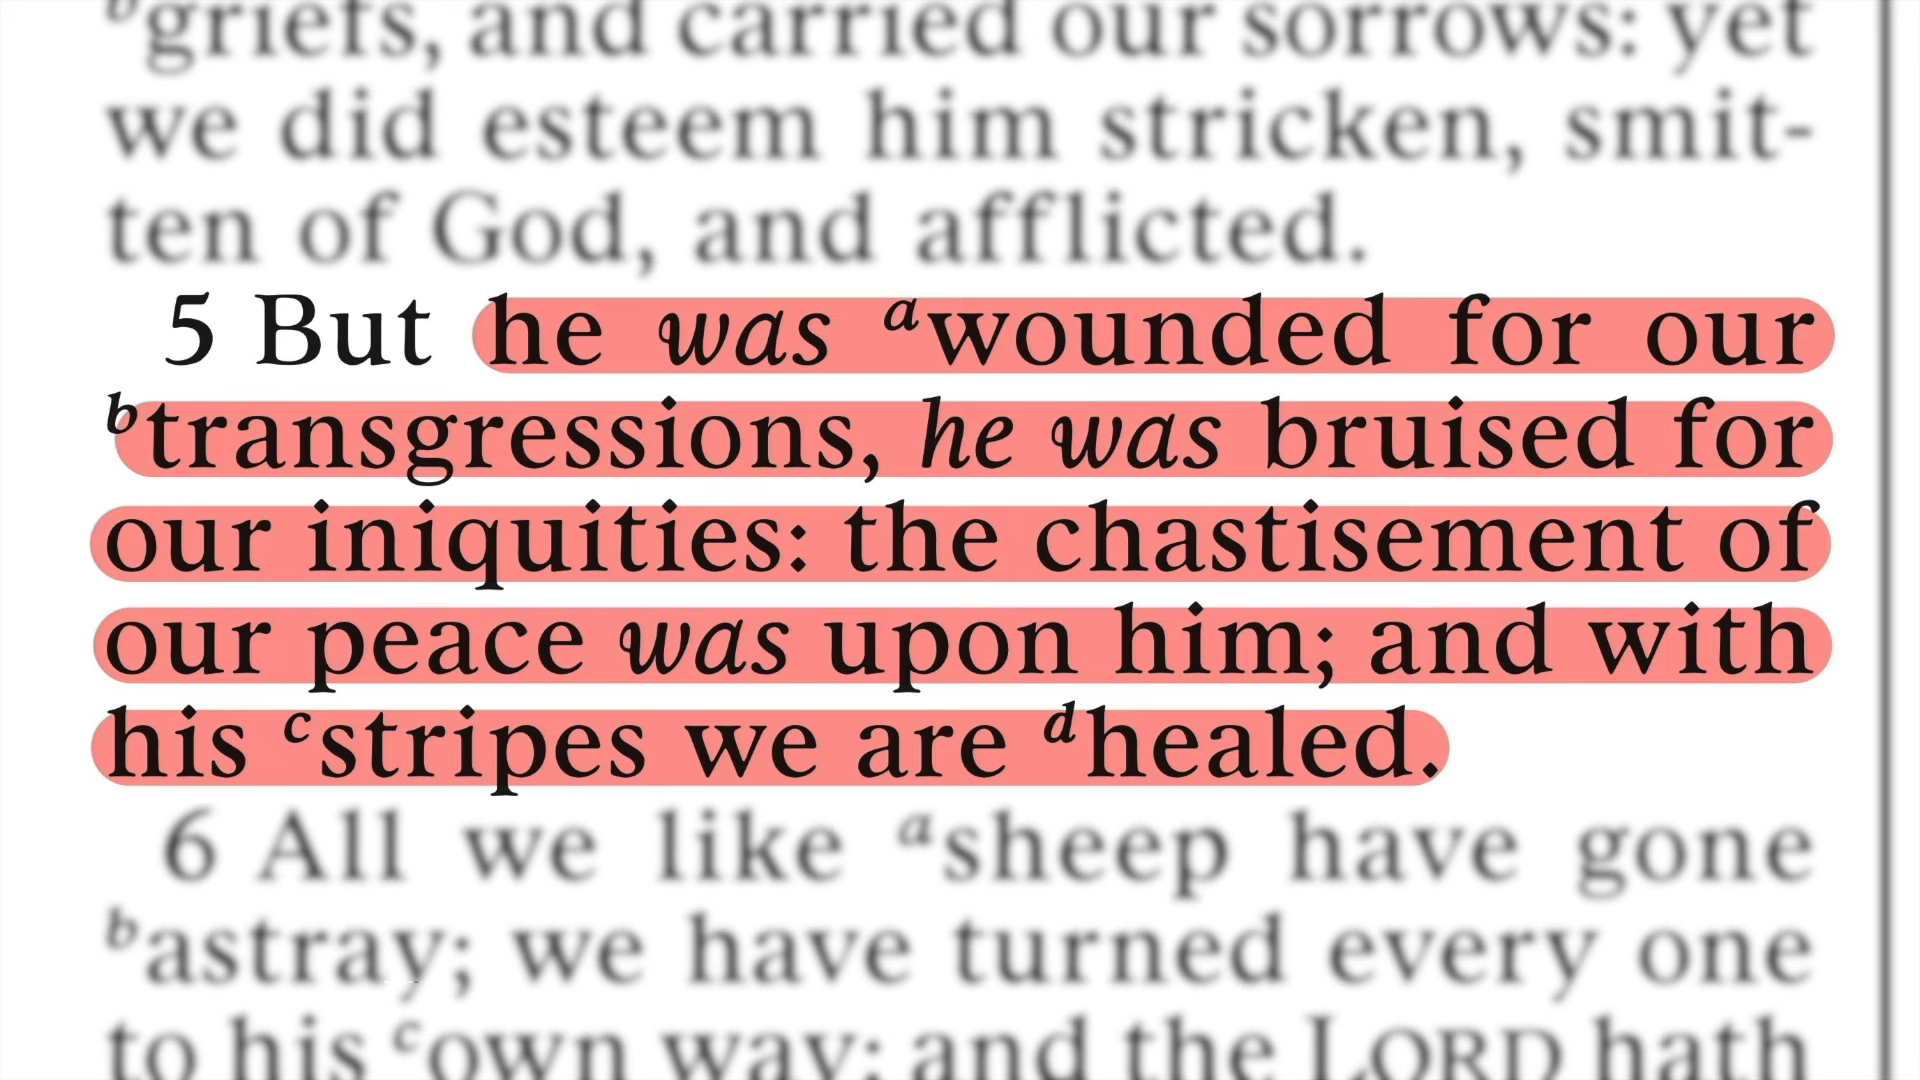 ᵇgriefs, and carried our sorrows: yet
we did esteem him stricken, smit-
ten of God, and afflicted.
5 But he was ᵃwounded for our
ᵇtransgressions, he was bruised for
our iniquities: the chastisement of
our peace was upon him; and with
his ᶜstripes we are ᵈhealed.
6 All we like ᵃsheep have gone
ᵇastray; we have turned every one
to his ᶜown way; and the LORD hath